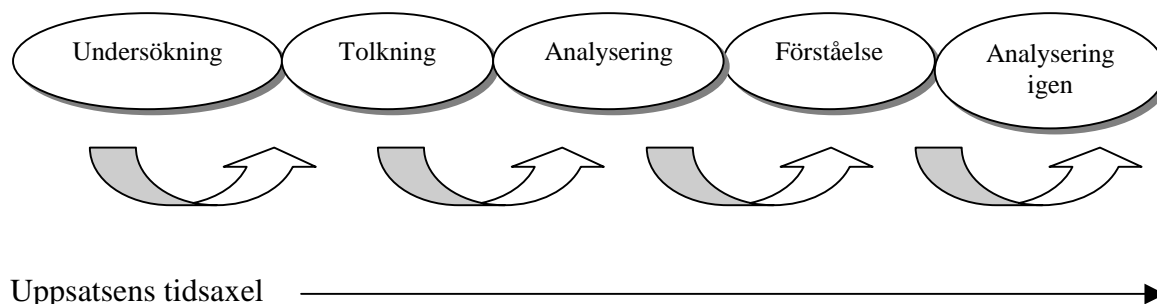 Undersökning
Tolkning
Analysering
Förståelse
Analysering
igen
Uppsatsens tidsaxel